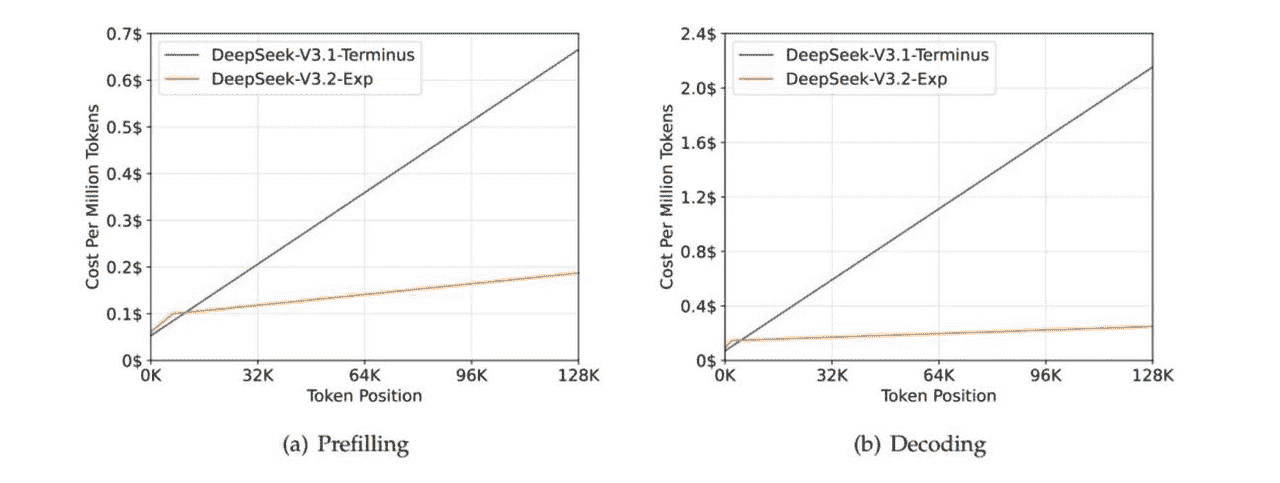 0.7$
0.6$
0.5$
0.4$
0.3$
0.2$
0.1$
0$
Cost Per Million Tokens
DeepSeek-V3.1-Terminus
DeepSeek-V3.2-Exp
0K 32K 64K 96K 128K
Token Position
(a) Prefilling
2.4$
2.0$
1.6$
1.2$
0.8$
0.4$
0$
Cost Per Million Tokens
DeepSeek-V3.1-Terminus
DeepSeek-V3.2-Exp
0K 32K 64K 96K 128K
Token Position
(b) Decoding